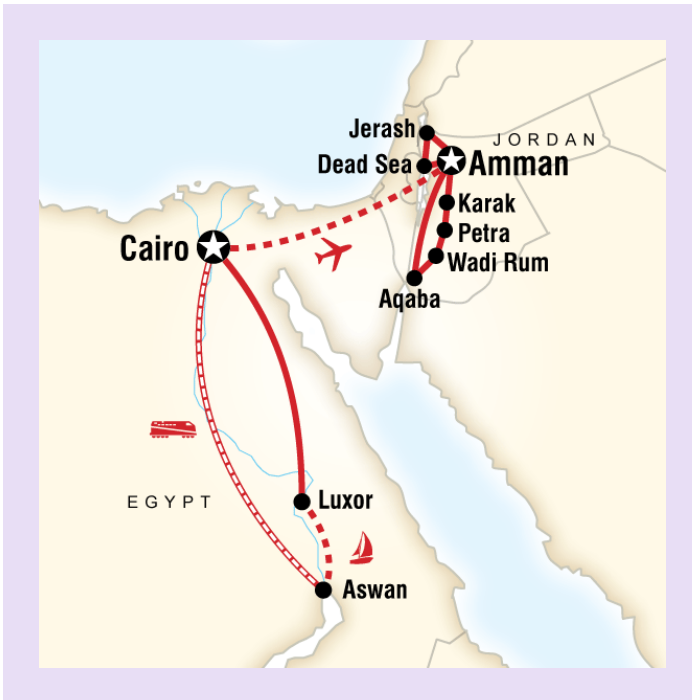 Jerash
JORDAN
Dead Sea
Amman
Karak
Petra
Cairo
Wadi Rum
Aqaba
Luxor
EGYPT
Aswan